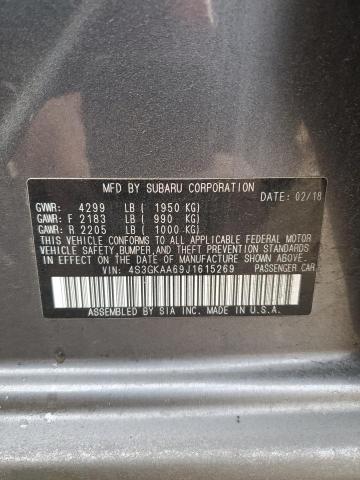 MFD BY SUBARU CORPORATION
DATE: 02/18
GVWR: 4299 LB ( 1950 KG)
GAWR: F 2183 LB ( 990 KG)
GAWR: R 2205 LB ( 1000 KG)
THIS VEHICLE CONFORMS TO ALL APPLICABLE FEDERAL MOTOR
VEHICLE SAFETY, BUMPER, AND THEFT PREVENTION STANDARDS
IN EFFECT ON THE DATE OF MANUFACTURE SHOWN ABOVE.
VIN: 4S3GKAA69J1615269 PASSENGER CAR
ASSEMBLED BY SIA INC. MADE IN U.S.A.